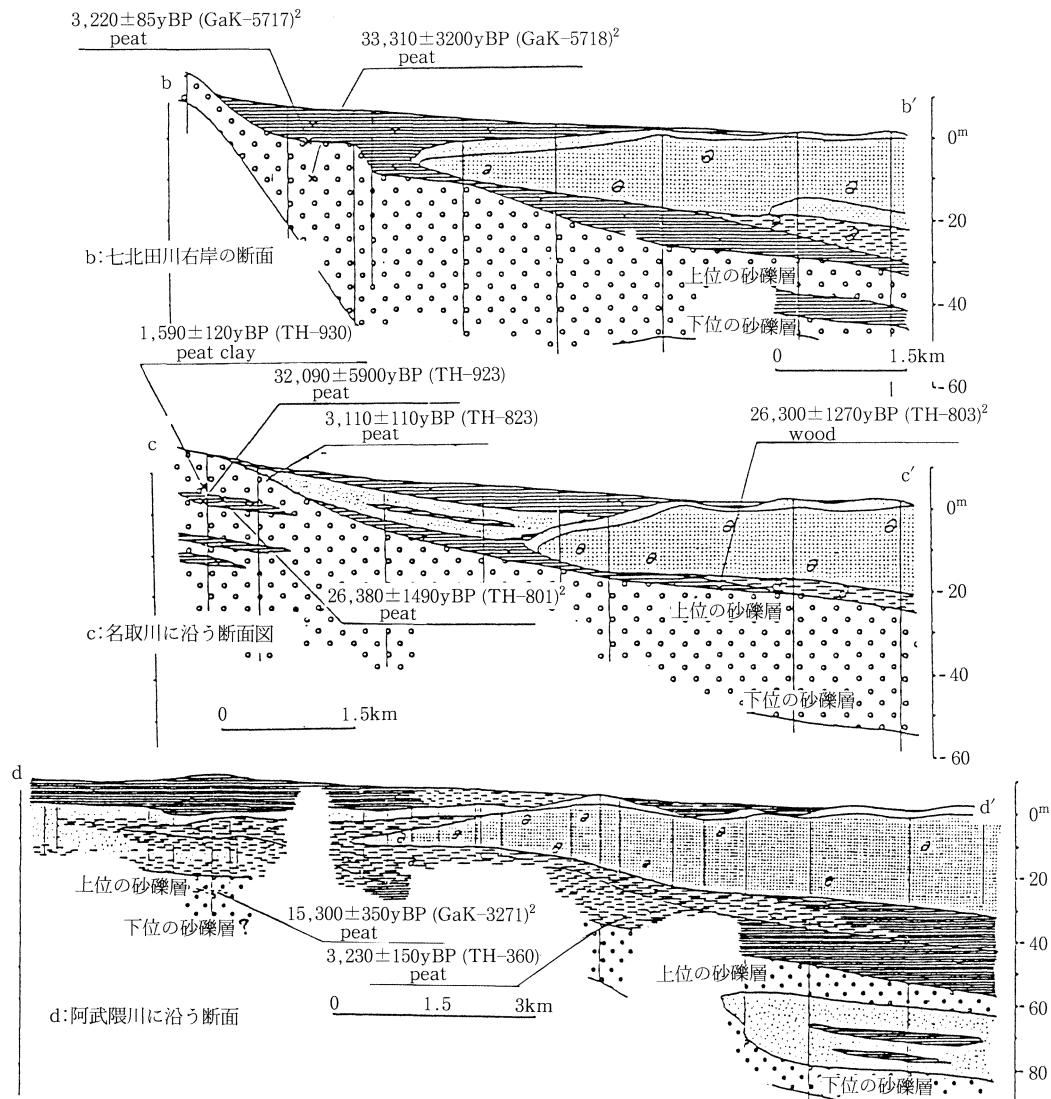 3,220±85yBP (GaK-5717)²
peat
33,310±3200yBP (GaK-5718)²
peat
b
b′
0ᵐ
-20
-40
-60
上位の砂礫層
下位の砂礫層
0 1.5km
b:七北田川右岸の断面
1,590±120yBP (TH-930)
peat clay
32,090±5900yBP (TH-923)
peat
3,110±110yBP (TH-823)
peat
26,300±1270yBP (TH-803)²
wood
c
c′
0ᵐ
-20
-40
-60
26,380±1490yBP (TH-801)²
peat
上位の砂礫層
下位の砂礫層
c:名取川に沿う断面図
0 1.5km
d
d′
0ᵐ
20
40
60
80
上位の砂礫層
下位の砂礫層?
15,300±350yBP (GaK-3271)²
peat
3,230±150yBP (TH-360)
peat
上位の砂礫層
下位の砂礫層
0 1.5 3km
d:阿武隈川に沿う断面